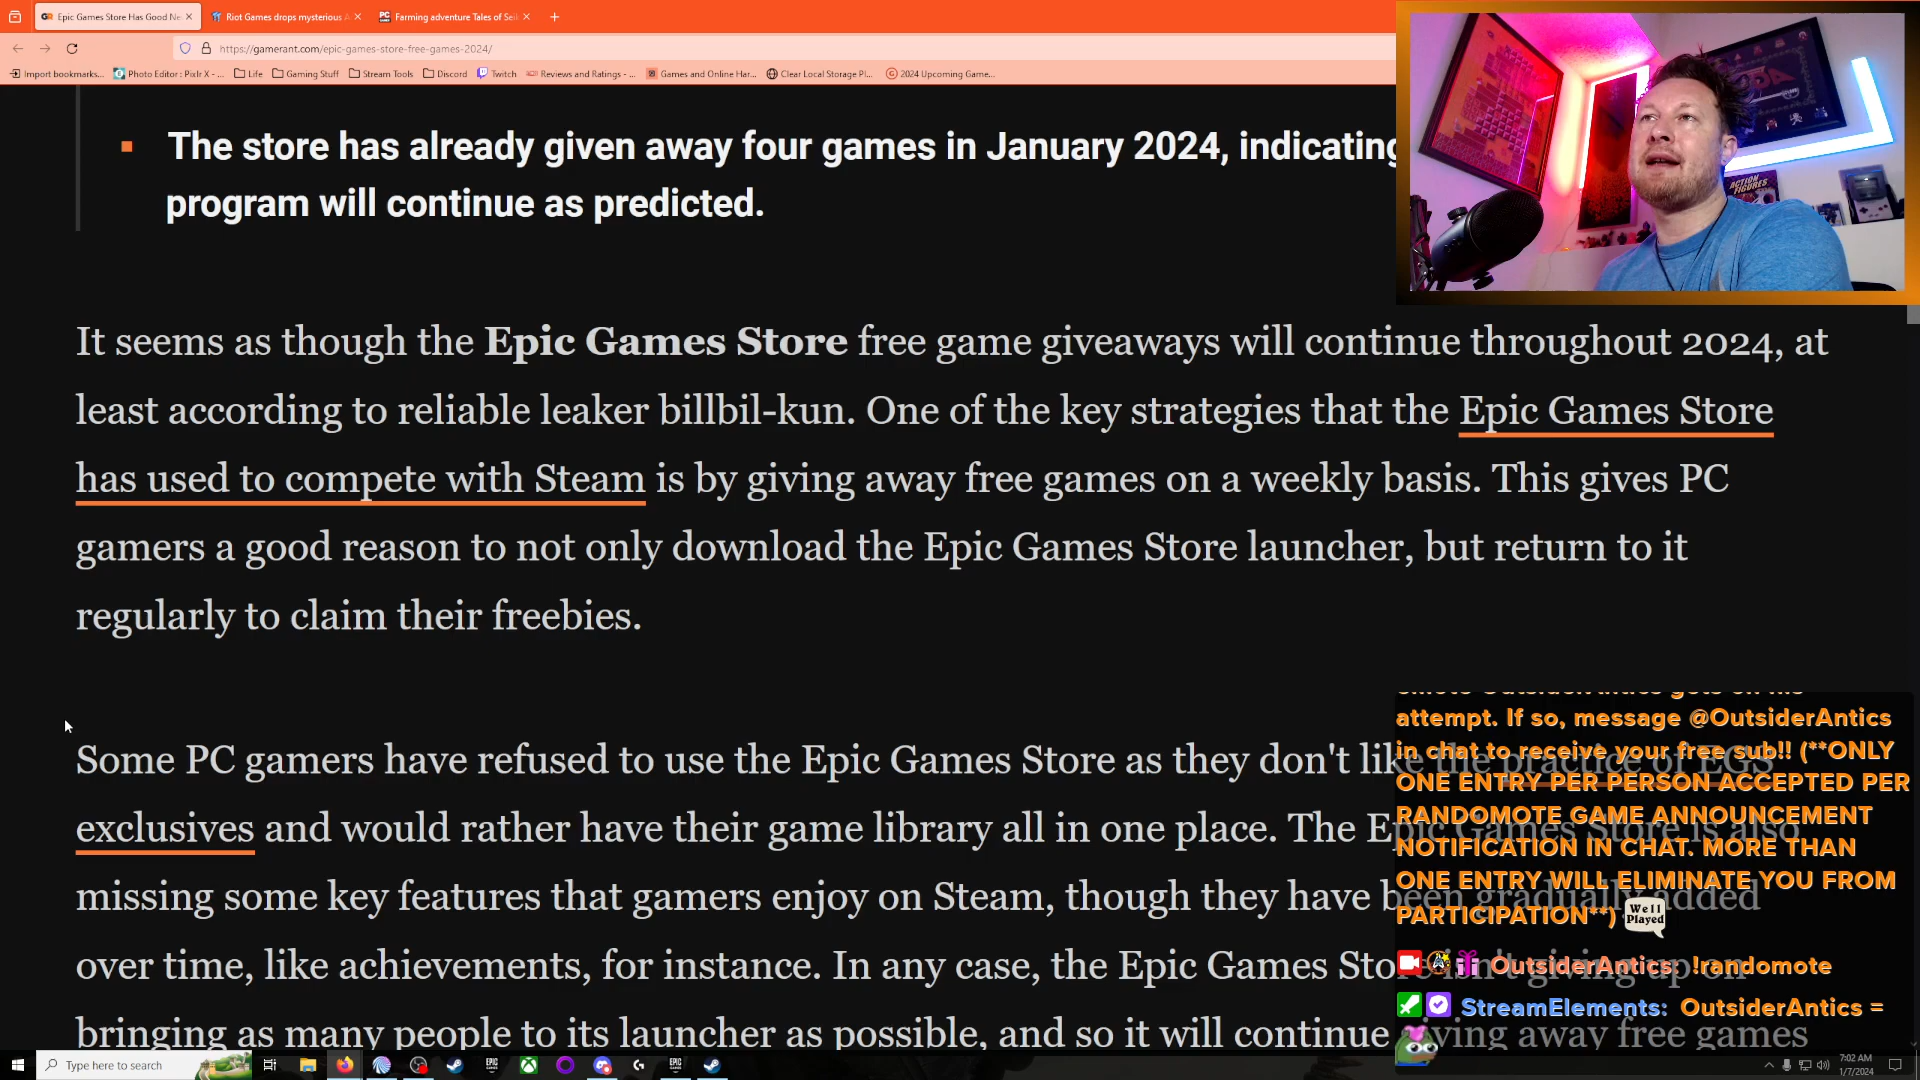 Epic Games Store Has Good Ne
Riot Games drops mysterious
Farming adventure Tales of Seik
https://gamerant.com/epic-games-store-free-games-2024/
Import bookmarks...
Photo Editor : Pixlr X - ...
Life
Gaming Stuff
Stream Tools
Discord
Twitch
Reviews and Ratings - ...
Games and Online Har...
Clear Local Storage Pl...
2024 Upcoming Game...
The store has already given away four games in January 2024, indicating
program will continue as predicted.
ACTION
FIGURES
It seems as though the Epic Games Store free game giveaways will continue throughout 2024, at
least according to reliable leaker billbil-kun. One of the key strategies that the Epic Games Store
has used to compete with Steam is by giving away free games on a weekly basis. This gives PC
gamers a good reason to not only download the Epic Games Store launcher, but return to it
regularly to claim their freebies.
Some PC gamers have refused to use the Epic Games Store as they don't like the practice of EGS
exclusives and would rather have their game library all in one place. The Epic Games Store is also
missing some key features that gamers enjoy on Steam, though they have been gradually added
over time, like achievements, for instance. In any case, the Epic Games Store isn't giving up on
bringing as many people to its launcher as possible, and so it will continue giving away free games
attempt. If so, message @OutsiderAntics
in chat to receive your free sub!! (**ONLY
ONE ENTRY PER PERSON ACCEPTED PER
RANDOMOTE GAME ANNOUNCEMENT
NOTIFICATION IN CHAT. MORE THAN
ONE ENTRY WILL ELIMINATE YOU FROM
PARTICIPATION**) Well Played
OutsiderAntics: !randomote
StreamElements: OutsiderAntics =
Type here to search
7:02 AM
1/7/2024